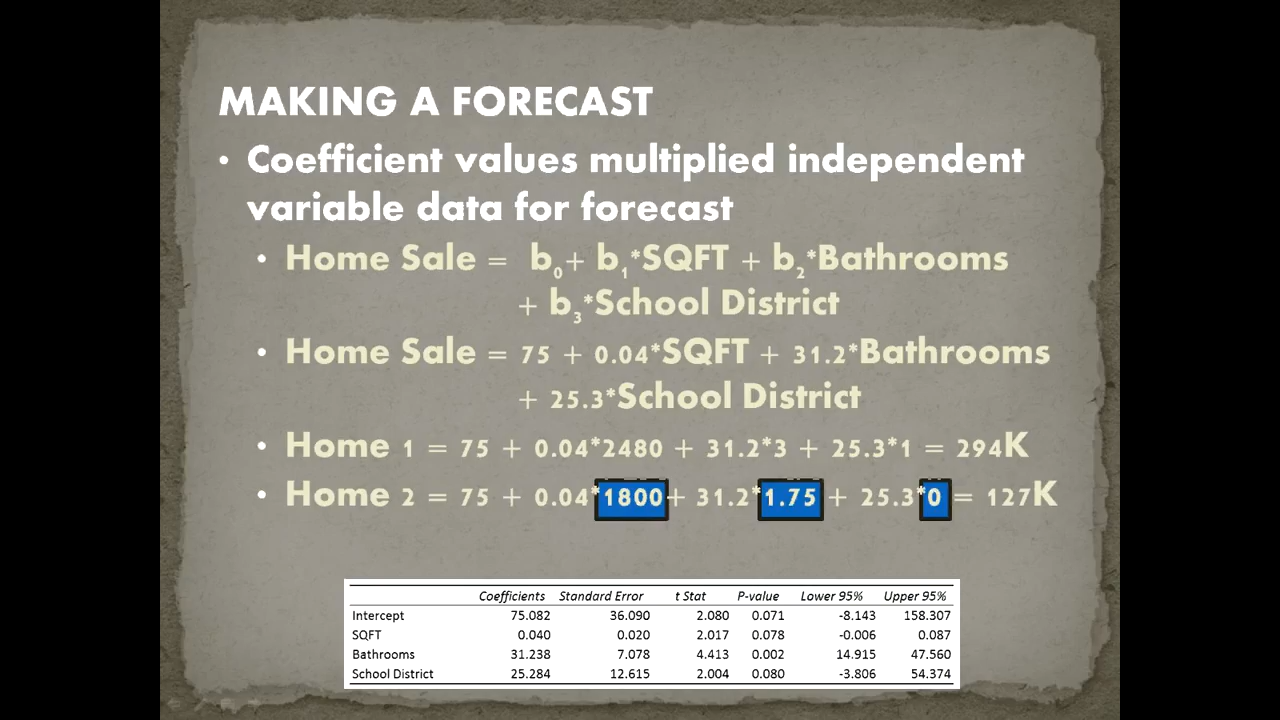 MAKING A FORECAST
• Coefficient values multiplied independent
variable data for forecast
• Home Sale = b₀+ b₁*SQFT + b₂*Bathrooms
+ b₃*School District
• Home Sale = 75 + 0.04*SQFT + 31.2*Bathrooms
+ 25.3*School District
• Home 1 = 75 + 0.04*2480 + 31.2*3 + 25.3*1 = 294K
• Home 2 = 75 + 0.04*1800+ 31.2*1.75 + 25.3*0 = 127K
Coefficients Standard Error t Stat P-value Lower 95% Upper 95%
Intercept 75.082 36.090 2.080 0.071 -8.143 158.307
SQFT 0.040 0.020 2.017 0.078 -0.006 0.087
Bathrooms 31.238 7.078 4.413 0.002 14.915 47.560
School District 25.284 12.615 2.004 0.080 -3.806 54.374